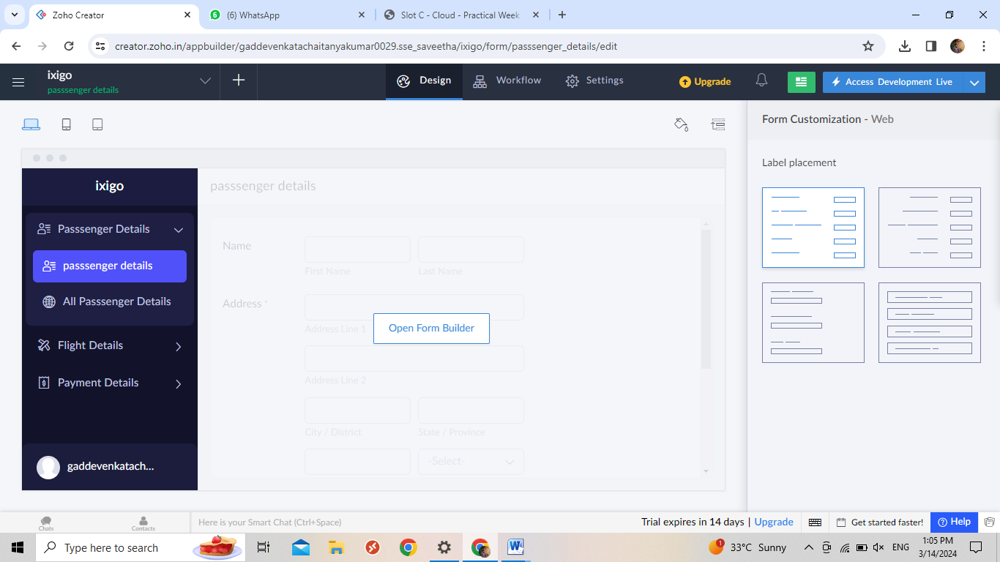 Zoho Creator
(6) WhatsApp
Slot C - Cloud - Practical Week
creator.zoho.in/appbuilder/gaddevenkatachaitanyakumar0029.sse_saveetha/ixigo/form/passsenger_details/edit
ixigo
passsenger details
Design
Workflow
Settings
Upgrade
Access Development Live
Form Customization - Web
Label placement
ixigo
Passsenger Details
passsenger details
All Passsenger Details
Flight Details
Payment Details
gaddevenkatach...
passsenger details
Name
First Name
Last Name
Address *
Address Line 1
Open Form Builder
Address Line 2
City / District
State / Province
-Select-
Chats
Contacts
Here is your Smart Chat (Ctrl+Space)
Trial expires in 14 days | Upgrade
Get started faster!
Help
Type here to search
1
33°C Sunny
ENG
1:05 PM
3/14/2024